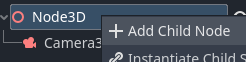 Node3D
Add Child Node
Camera3
Instantiate Child S